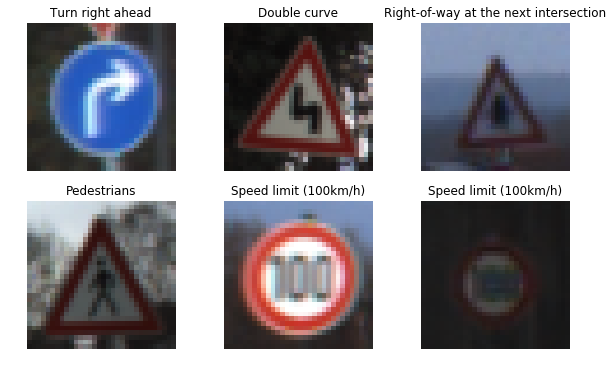 Turn right ahead
Double curve
Right-of-way at the next intersection
Pedestrians
Speed limit (100km/h)
Speed limit (100km/h)